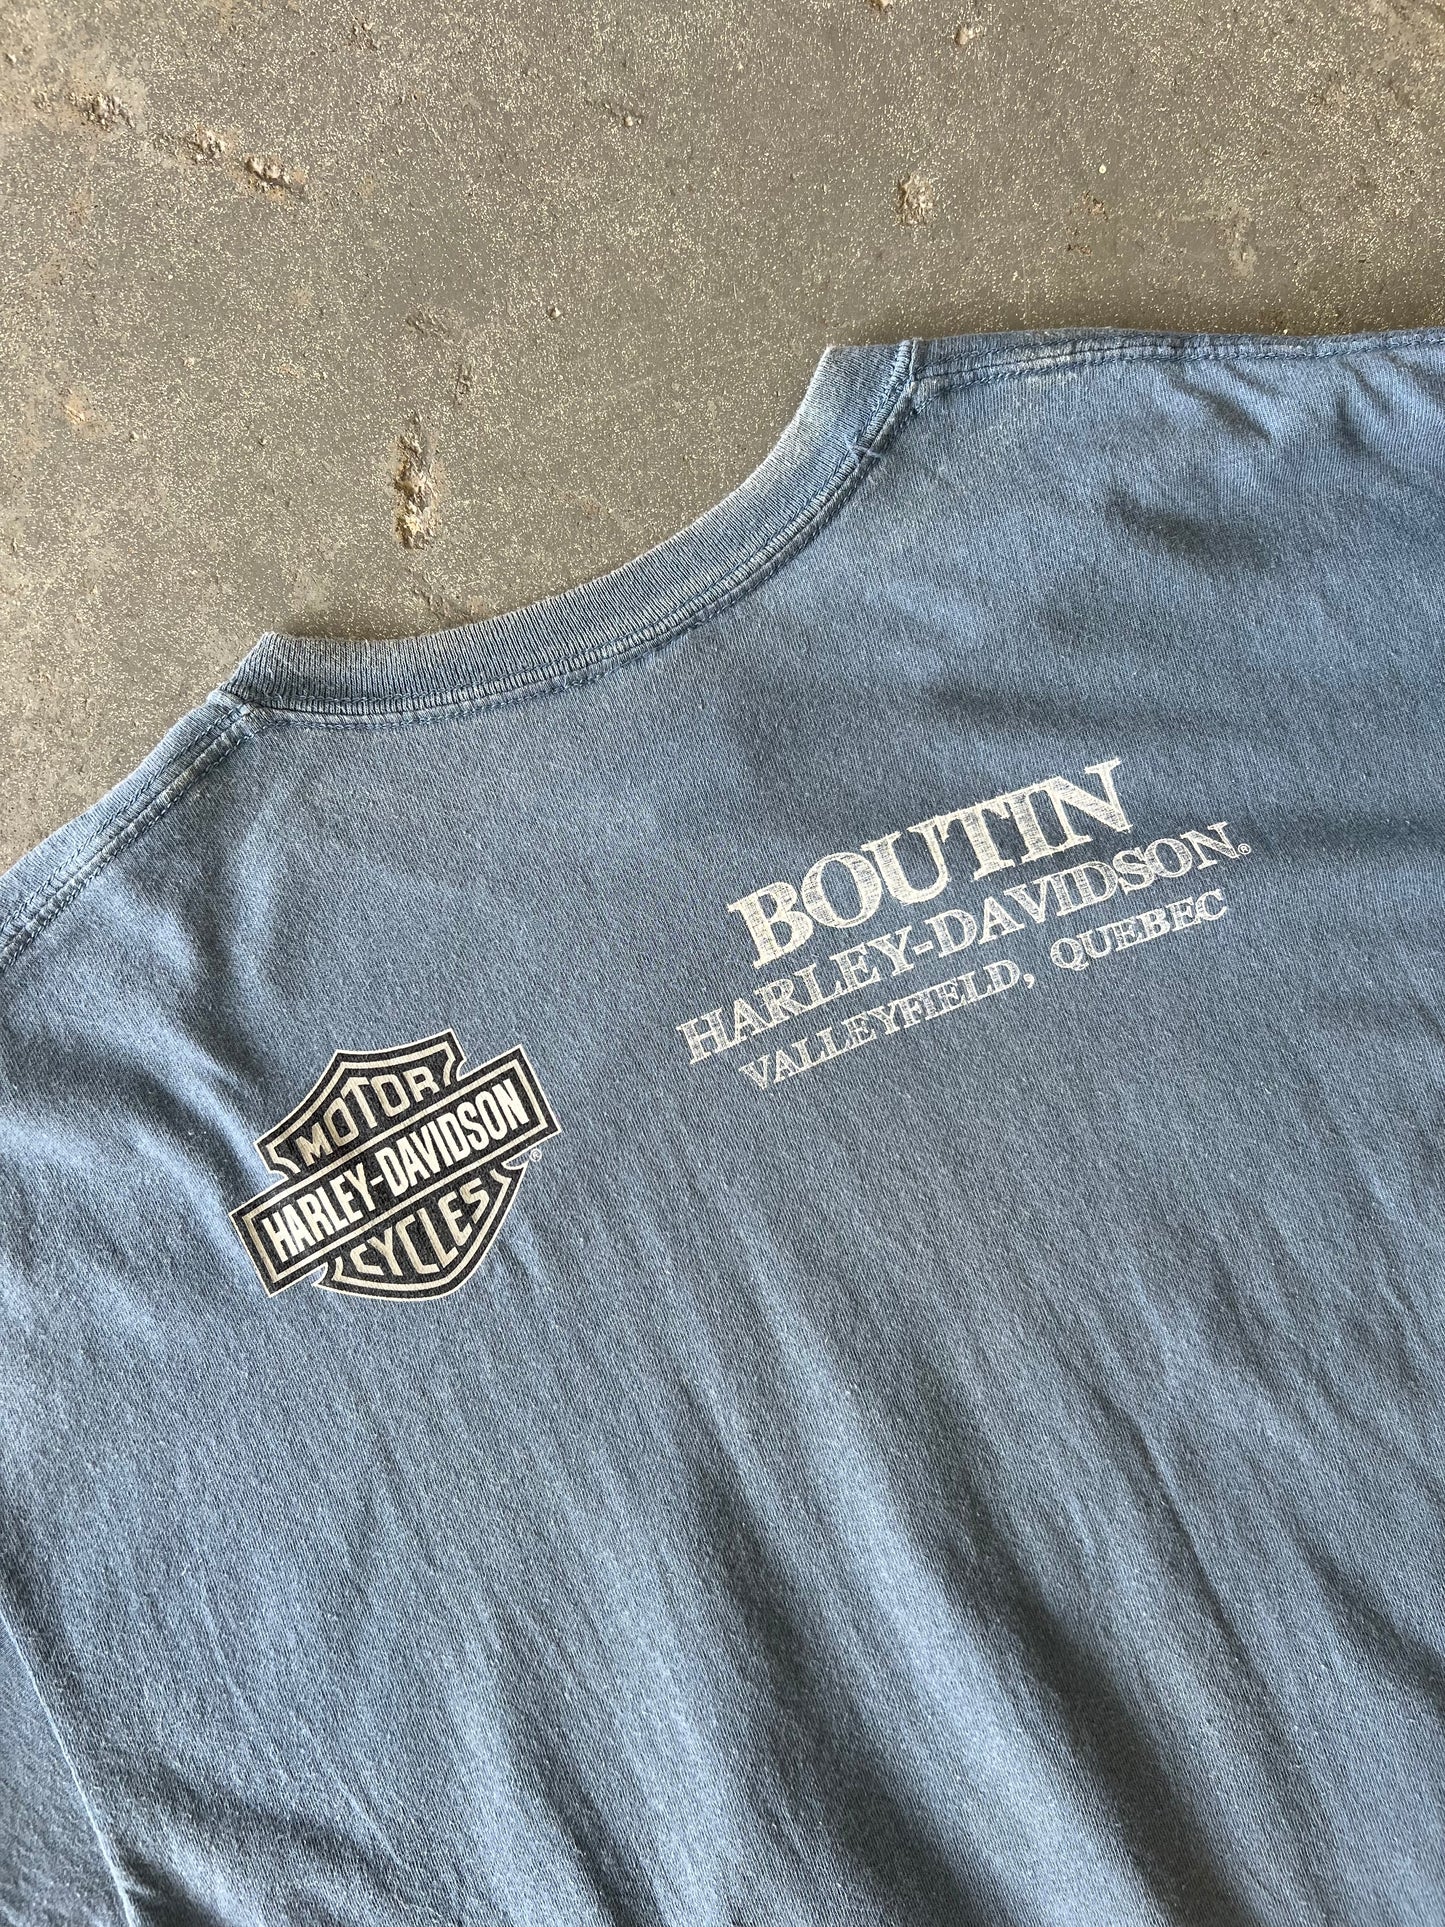 BOUTIN
HARLEY-DAVIDSON®
VALLEYFIELD, QUEBEC
MOTOR
HARLEY-DAVIDSON
CYCLES
®